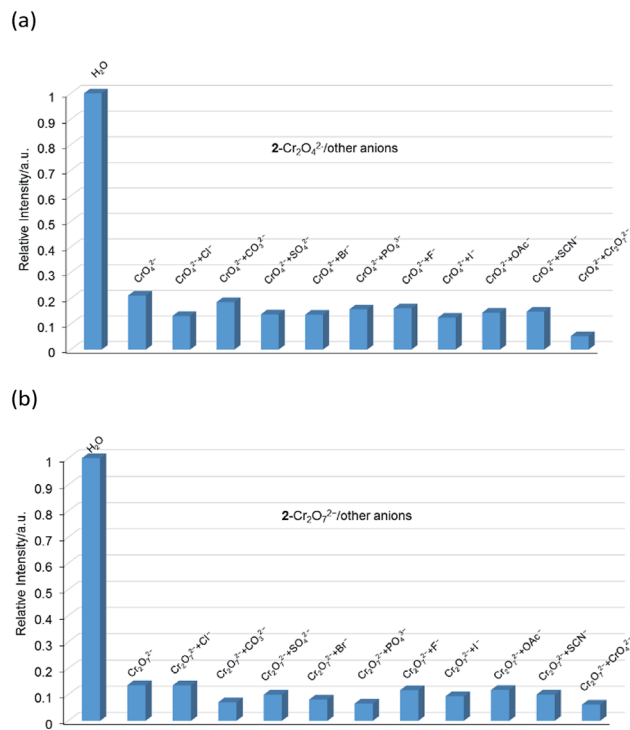 (a)
H₂O
2-Cr₂O₄²⁻/other anions
Relative Intensity/a.u.
1
0.9
0.8
0.7
0.6
0.5
0.4
0.3
0.2
0.1
0
CrO₄²⁻
CrO₄²⁻+Cl⁻
CrO₄²⁻+CO₃²⁻
CrO₄²⁻+SO₄²⁻
CrO₄²⁻+Br⁻
CrO₄²⁻+PO₄³⁻
CrO₄²⁻+F⁻
CrO₄²⁻+I⁻
CrO₄²⁻+OAc⁻
CrO₄²⁻+SCN⁻
CrO₄²⁻+Cr₂O₇²⁻
(b)
H₂O
2-Cr₂O₇²⁻/other anions
Relative Intensity/a.u.
1
0.9
0.8
0.7
0.6
0.5
0.4
0.3
0.2
0.1
0
Cr₂O₇²⁻
Cr₂O₇²⁻+Cl⁻
Cr₂O₇²⁻+CO₃²⁻
Cr₂O₇²⁻+SO₄²⁻
Cr₂O₇²⁻+Br⁻
Cr₂O₇²⁻+PO₄³⁻
Cr₂O₇²⁻+F⁻
Cr₂O₇²⁻+I⁻
Cr₂O₇²⁻+OAc⁻
Cr₂O₇²⁻+SCN⁻
Cr₂O₇²⁻+CrO₄²⁻